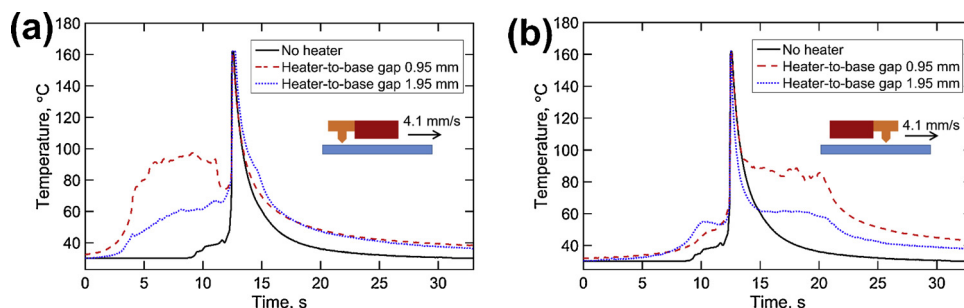 (a)
180
160
140
120
100
80
60
40
Temperature, °C
No heater
Heater-to-base gap 0.95 mm
Heater-to-base gap 1.95 mm
4.1 mm/s
0 5 10 15 20 25 30
Time, s
(b)
180
160
140
120
100
80
60
40
Temperature, °C
No heater
Heater-to-base gap 0.95 mm
Heater-to-base gap 1.95 mm
4.1 mm/s
0 5 10 15 20 25 30
Time, s